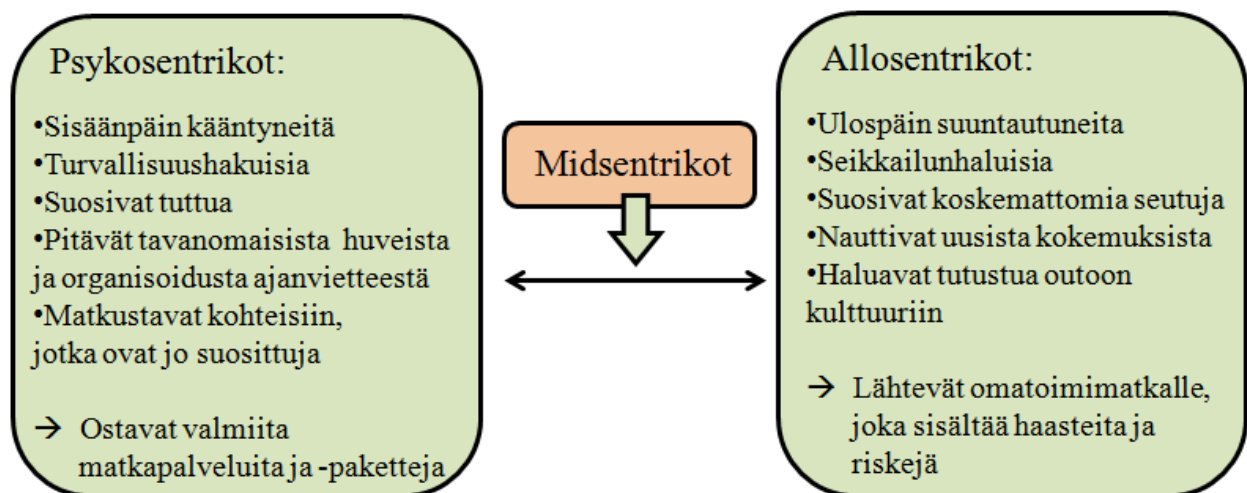 Psykosentrikot:
•Sisäänpäin kääntyneitä
•Turvallisuushakuisia
•Suosivat tuttua
•Pitävät tavanomaisista huveista
ja organisoidusta ajanvietteestä
•Matkustavat kohteisiin,
jotka ovat jo suosittuja
→ Ostavat valmiita
matkapalveluita ja -paketteja
Midsentrikot
Allosentrikot:
•Ulospäin suuntautuneita
•Seikkailunhaluisia
•Suosivat koskemattomia seutuja
•Nauttivat uusista kokemuksista
•Haluavat tutustua outoon
kulttuuriin
→ Lähtevät omatoimimatkalle,
joka sisältää haasteita ja
riskejä